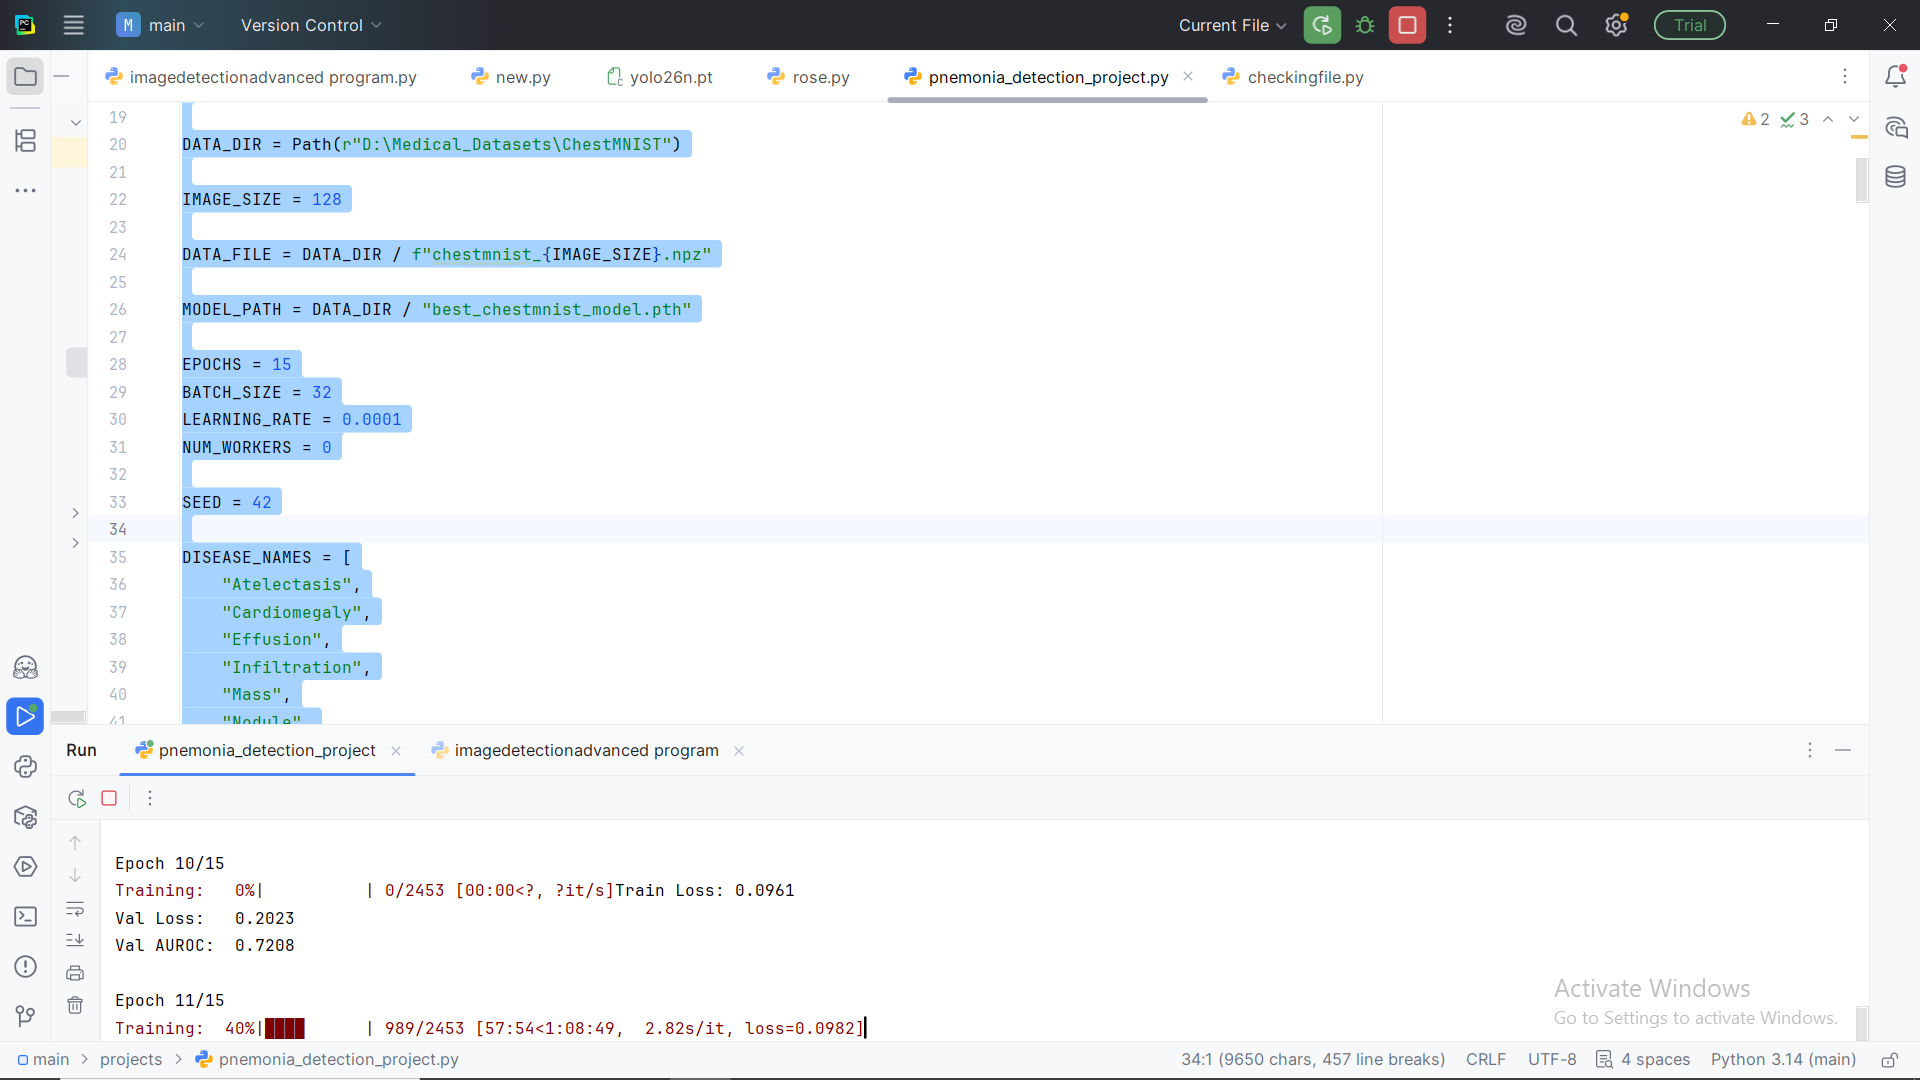 M main Version Control Current File Trial
imagedetectionadvanced program.py new.py yolo26n.pt rose.py pnemonia_detection_project.py checkingfile.py
2 3
19
20 DATA_DIR = Path(r"D:\Medical_Datasets\ChestMNIST")
21
22 IMAGE_SIZE = 128
23
24 DATA_FILE = DATA_DIR / f"chestmnist_{IMAGE_SIZE}.npz"
25
26 MODEL_PATH = DATA_DIR / "best_chestmnist_model.pth"
27
28 EPOCHS = 15
29 BATCH_SIZE = 32
30 LEARNING_RATE = 0.0001
31 NUM_WORKERS = 0
32
33 SEED = 42
34
35 DISEASE_NAMES = [
36 "Atelectasis",
37 "Cardiomegaly",
38 "Effusion",
39 "Infiltration",
40 "Mass",
41 "Nodule"
Run pnemonia_detection_project imagedetectionadvanced program
Epoch 10/15
Training: 0%| | 0/2453 [00:00<?, ?it/s]Train Loss: 0.0961
Val Loss: 0.2023
Val AUROC: 0.7208
Epoch 11/15
Training: 40%|████ | 989/2453 [57:54<1:08:49, 2.82s/it, loss=0.0982]
Activate Windows
Go to Settings to activate Windows.
main > projects > pnemonia_detection_project.py 34:1 (9650 chars, 457 line breaks) CRLF UTF-8 4 spaces Python 3.14 (main)